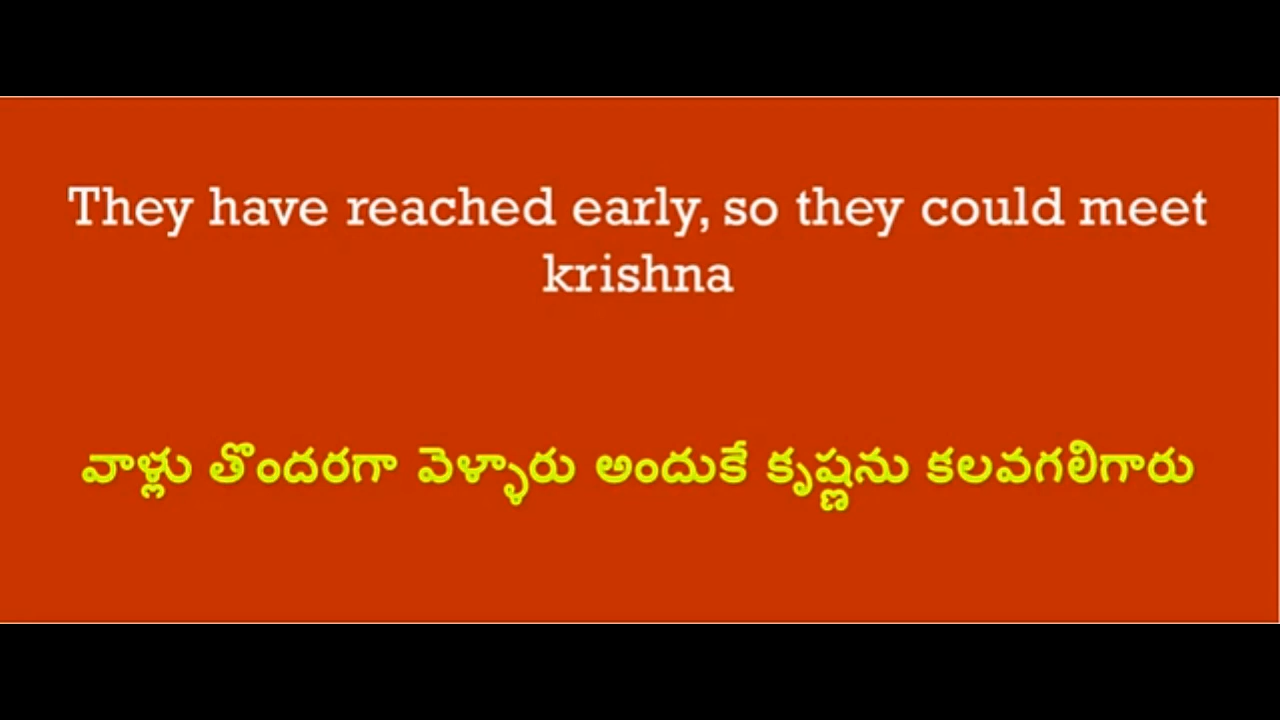 They have reached early, so they could meet
krishna
వాళ్లు తొందరగా వెళ్ళారు అందుకే కృష్ణను కలవగలిగారు